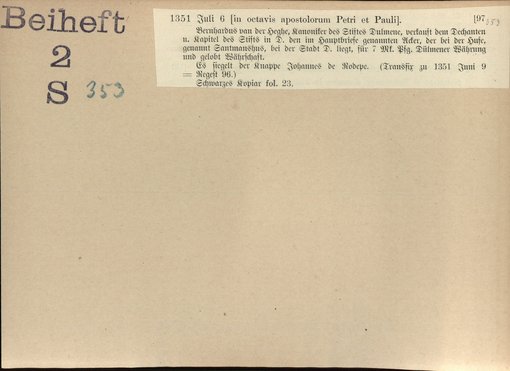 Beiheft
2
S 353
1351 Juli 6 [in octavis apostolorum Petri et Pauli]. [97
353
Bernhardus van der Heghe, Kanoniker des Stiftes Dulmene, verkauft dem Dechanten
u. Kapitel des Stifts in D. den im Hauptbriefe genannten Acker, der bei der Hufe,
genannt Santmanshus, bei der Stadt D. liegt, für 7 Mk. Pfg. Dülmener Währung
und gelobt Währschaft.
Es siegelt der Knappe Johannes de Rodepe. (Transfix zu 1351 Juni 9
= Regest 96.)
Schwarzes Kopiar fol. 23.